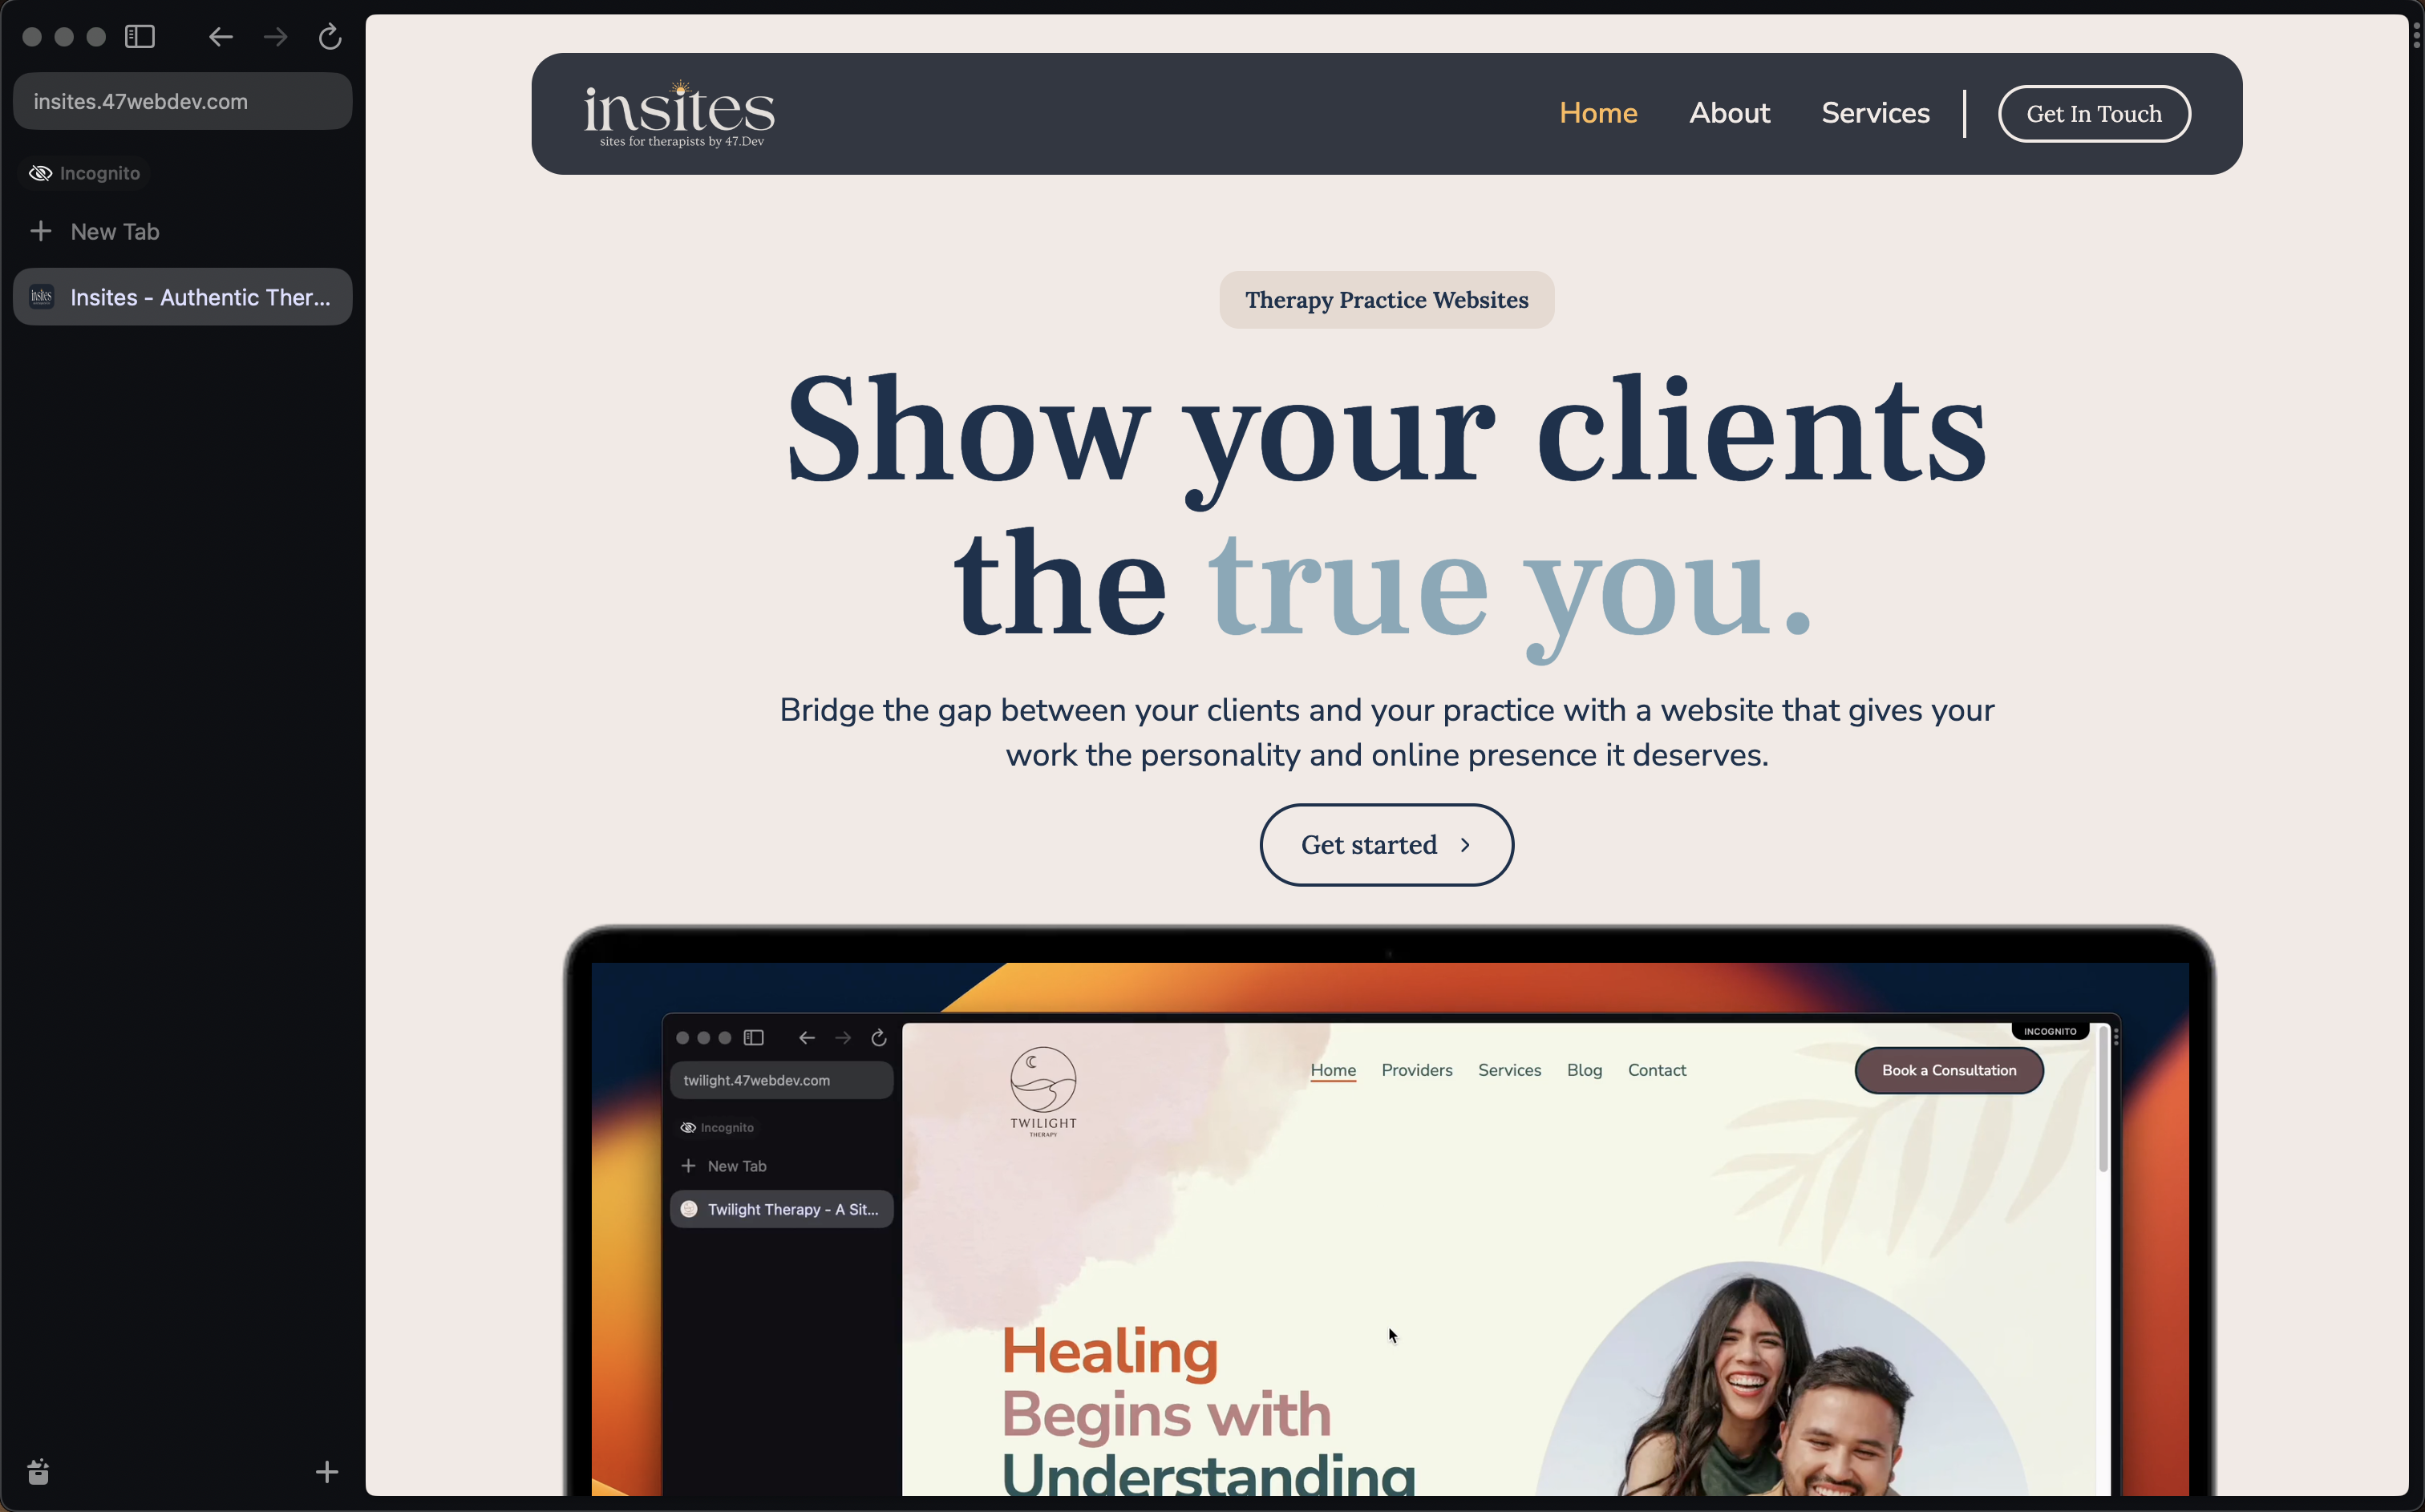 insites.47webdev.com
Incognito
New Tab
insites
Insites - Authentic Ther...
insites
sites for therapists by 47.Dev
Home
About
Services
Get In Touch
Therapy Practice Websites
Show your clients
the true you.
Bridge the gap between your clients and your practice with a website that gives your
work the personality and online presence it deserves.
Get started
twilight.47webdev.com
Incognito
New Tab
Twilight Therapy - A Sit...
TWILIGHT
THERAPY
Home
Providers
Services
Blog
Contact
INCOGNITO
Book a Consultation
Healing
Begins with
Understanding